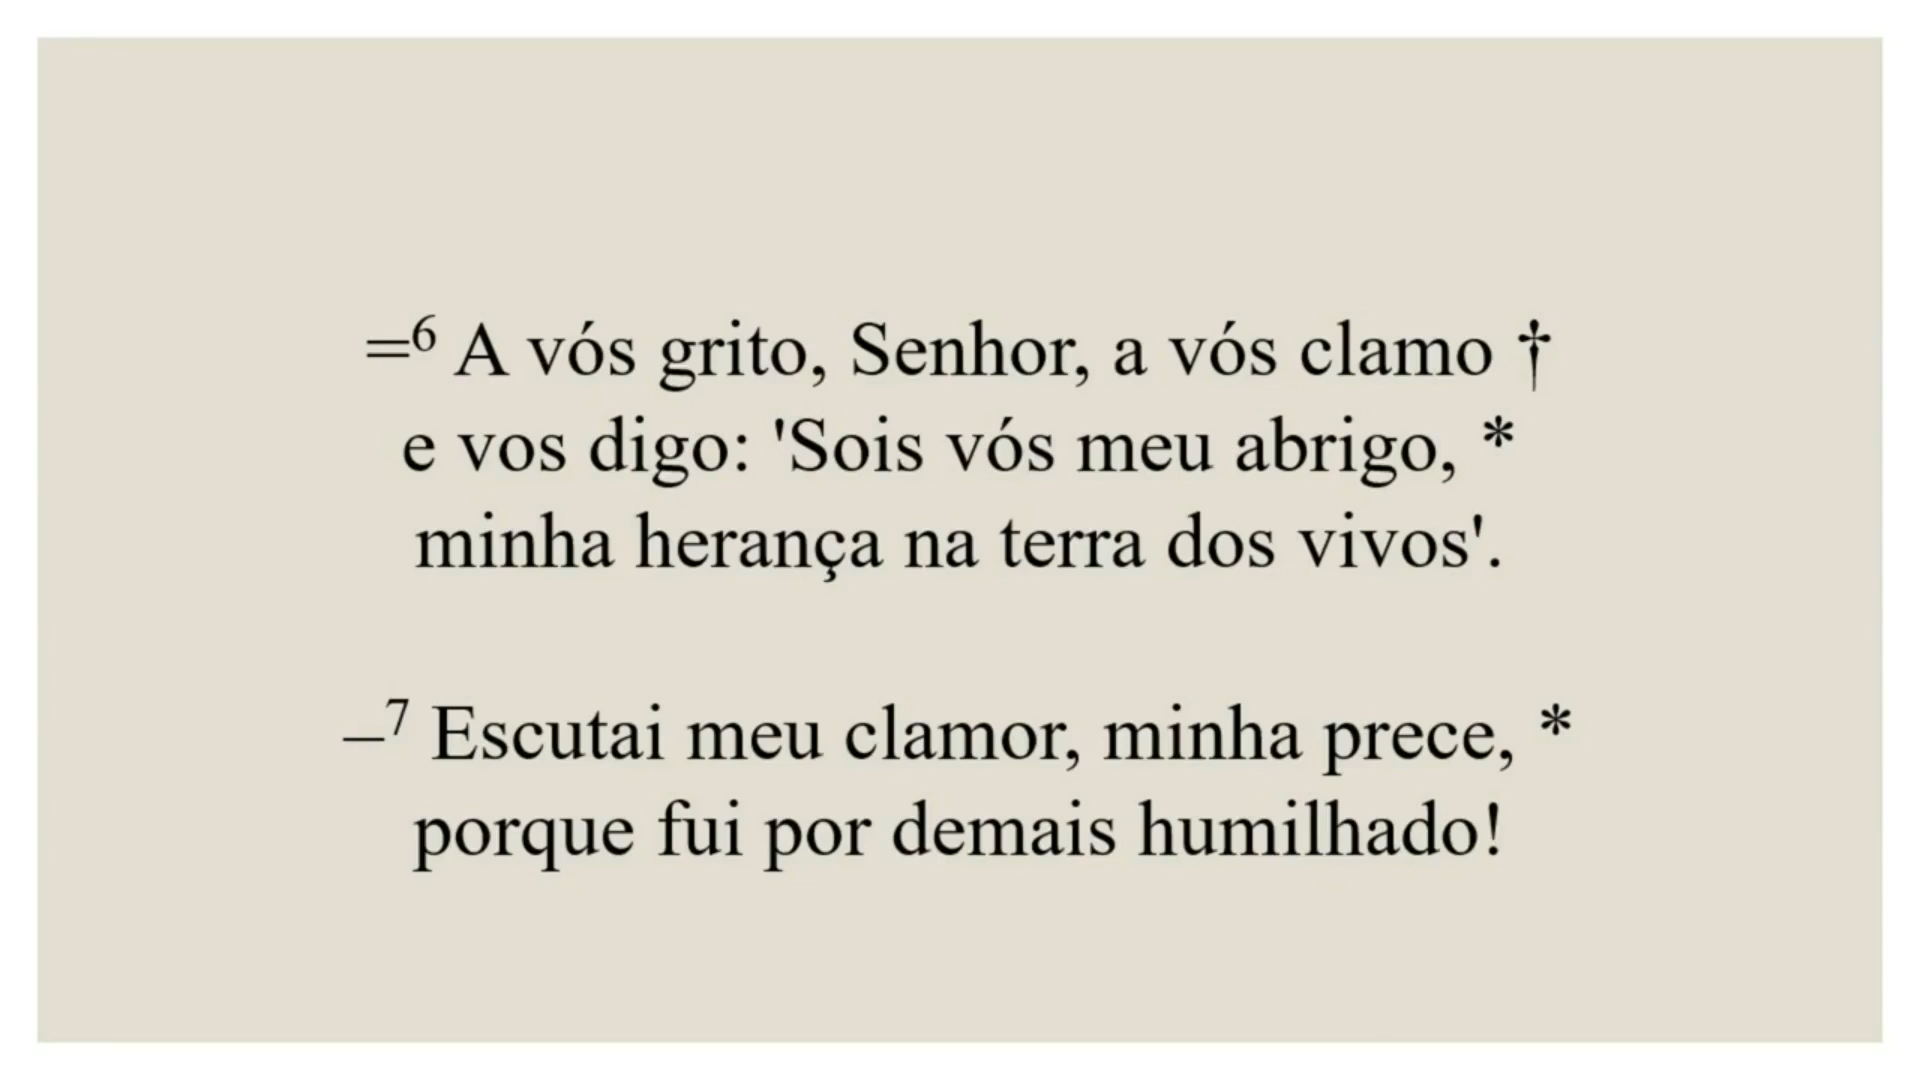 =⁶ A vós grito, Senhor, a vós clamo †
e vos digo: 'Sois vós meu abrigo, *
minha herança na terra dos vivos'.
–⁷ Escutai meu clamor, minha prece, *
porque fui por demais humilhado!